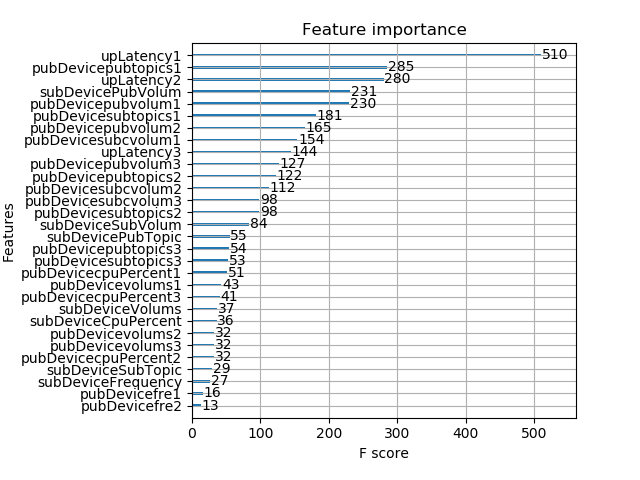 Feature importance
upLatency1 510
pubDevicepubtopics1 285
upLatency2 280
subDevicePubVolum 231
pubDevicepubvolum1 230
pubDevicesubtopics1 181
pubDevicepubvolum2 165
pubDevicesubcvolum1 154
upLatency3 144
pubDevicepubvolum3 127
pubDevicepubtopics2 122
pubDevicesubcvolum2 112
pubDevicesubcvolum3 98
pubDevicesubtopics2 98
subDeviceSubVolum 84
subDevicePubTopic 55
pubDevicepubtopics3 54
pubDevicesubtopics3 53
pubDevicecpuPercent1 51
pubDevicevolums1 43
pubDevicecpuPercent3 41
subDeviceVolums 37
subDeviceCpuPercent 36
pubDevicevolums2 32
pubDevicevolums3 32
pubDevicecpuPercent2 32
subDeviceSubTopic 29
subDeviceFrequency 27
pubDevicefre1 16
pubDevicefre2 13
Features
0 100 200 300 400 500
F score